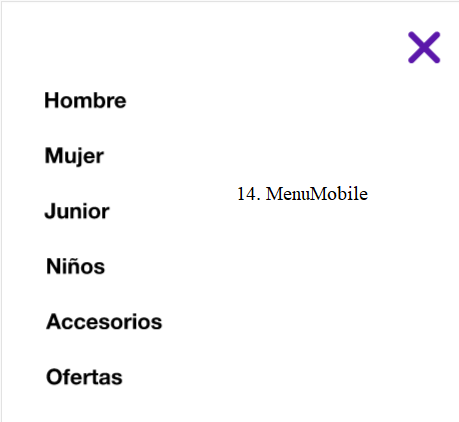 Hombre
Mujer
14. MenuMobile
Junior
Niños
Accesorios
Ofertas